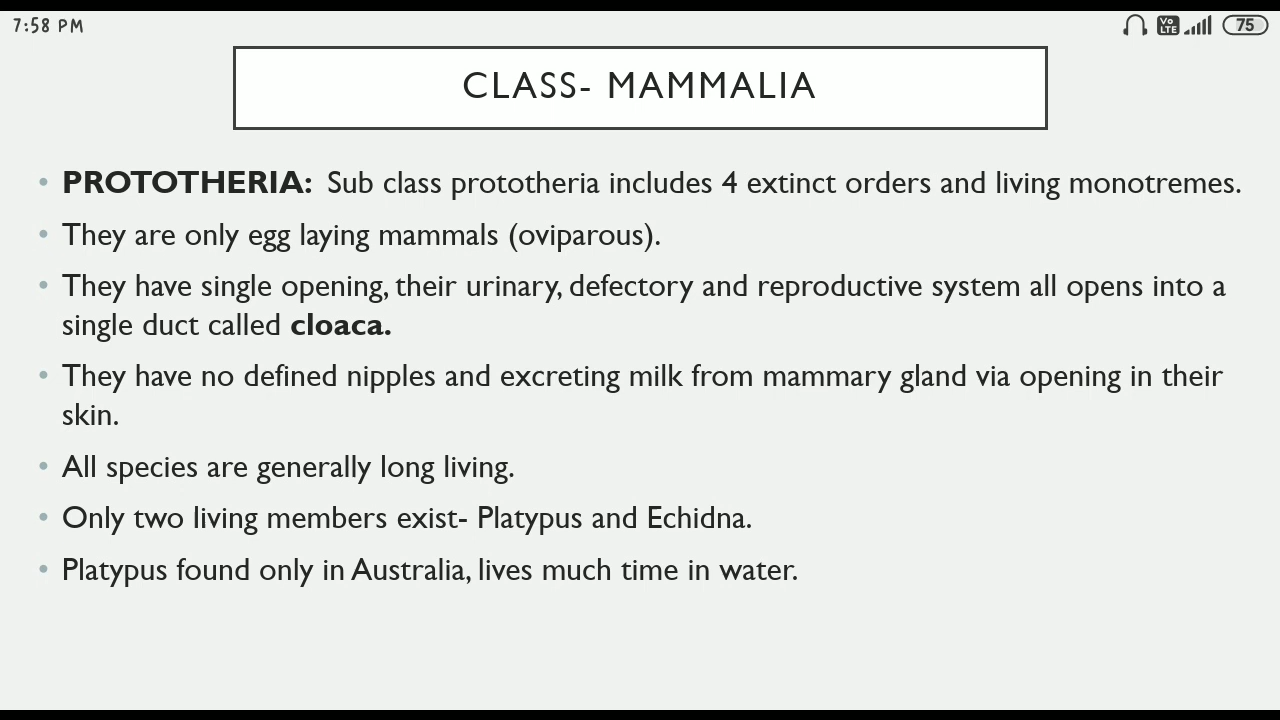 7:58 PM
Vo LTE
75
CLASS- MAMMALIA
• PROTOTHERIA: Sub class prototheria includes 4 extinct orders and living monotremes.
• They are only egg laying mammals (oviparous).
• They have single opening, their urinary, defectory and reproductive system all opens into a
single duct called cloaca.
• They have no defined nipples and excreting milk from mammary gland via opening in their
skin.
• All species are generally long living.
• Only two living members exist- Platypus and Echidna.
• Platypus found only in Australia, lives much time in water.